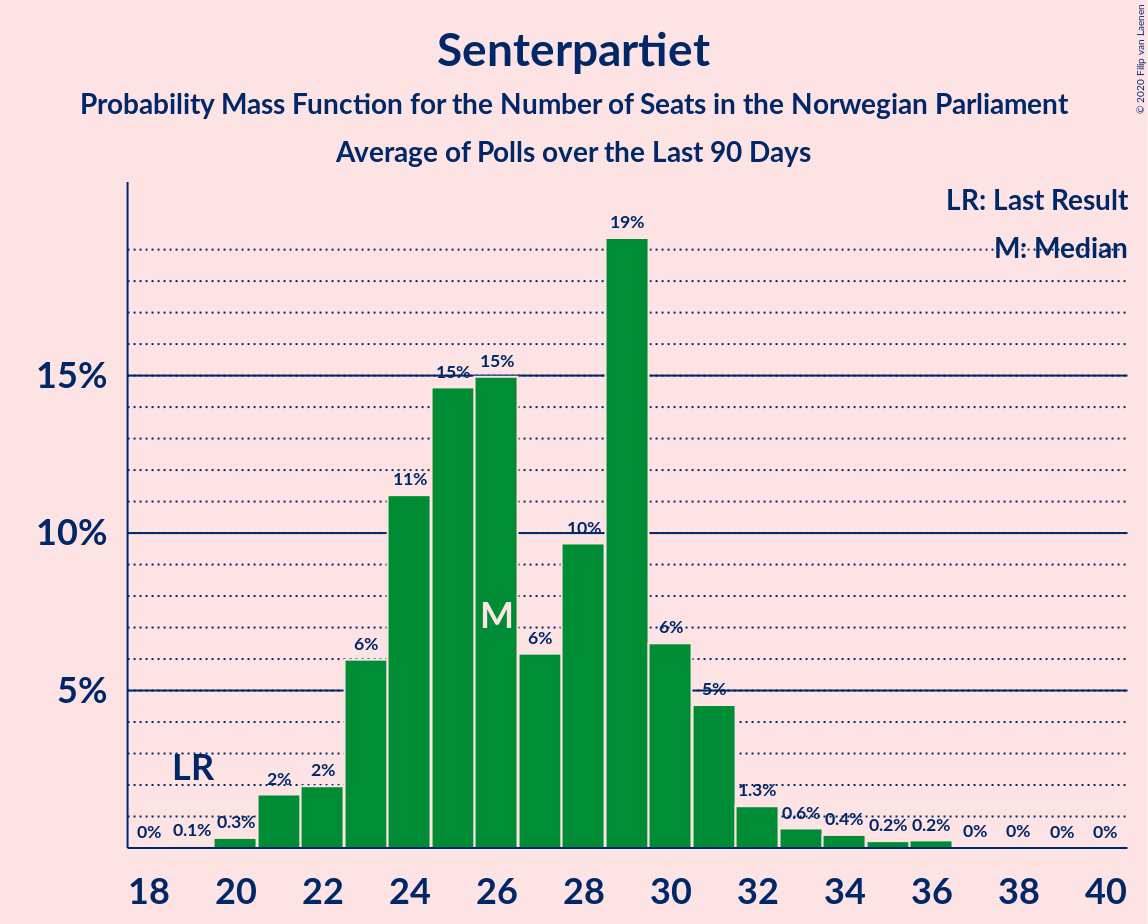 © 2020 Filip van Laenen
Senterpartiet
Probability Mass Function for the Number of Seats in the Norwegian Parliament
Average of Polls over the Last 90 Days
LR: Last Result
M: Median
19%
15%
15%
15%
11%
10%
10%
M
6%
6%
6%
5%
5%
LR
2%
2%
1.3%
0% 0.1% 0.3% 0.6% 0.4% 0.2% 0.2% 0% 0% 0% 0%
18 20 22 24 26 28 30 32 34 36 38 40